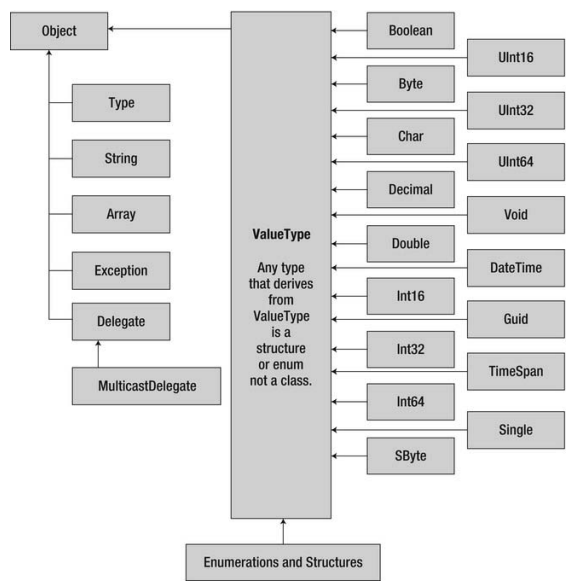 Object
Type
String
Array
Exception
Delegate
MulticastDelegate
ValueType
Any type
that derives
from
ValueType
is a
structure
or enum
not a class.
Boolean
UInt16
Byte
UInt32
Char
UInt64
Decimal
Void
Double
DateTime
Int16
Guid
Int32
TimeSpan
Int64
Single
SByte
Enumerations and Structures